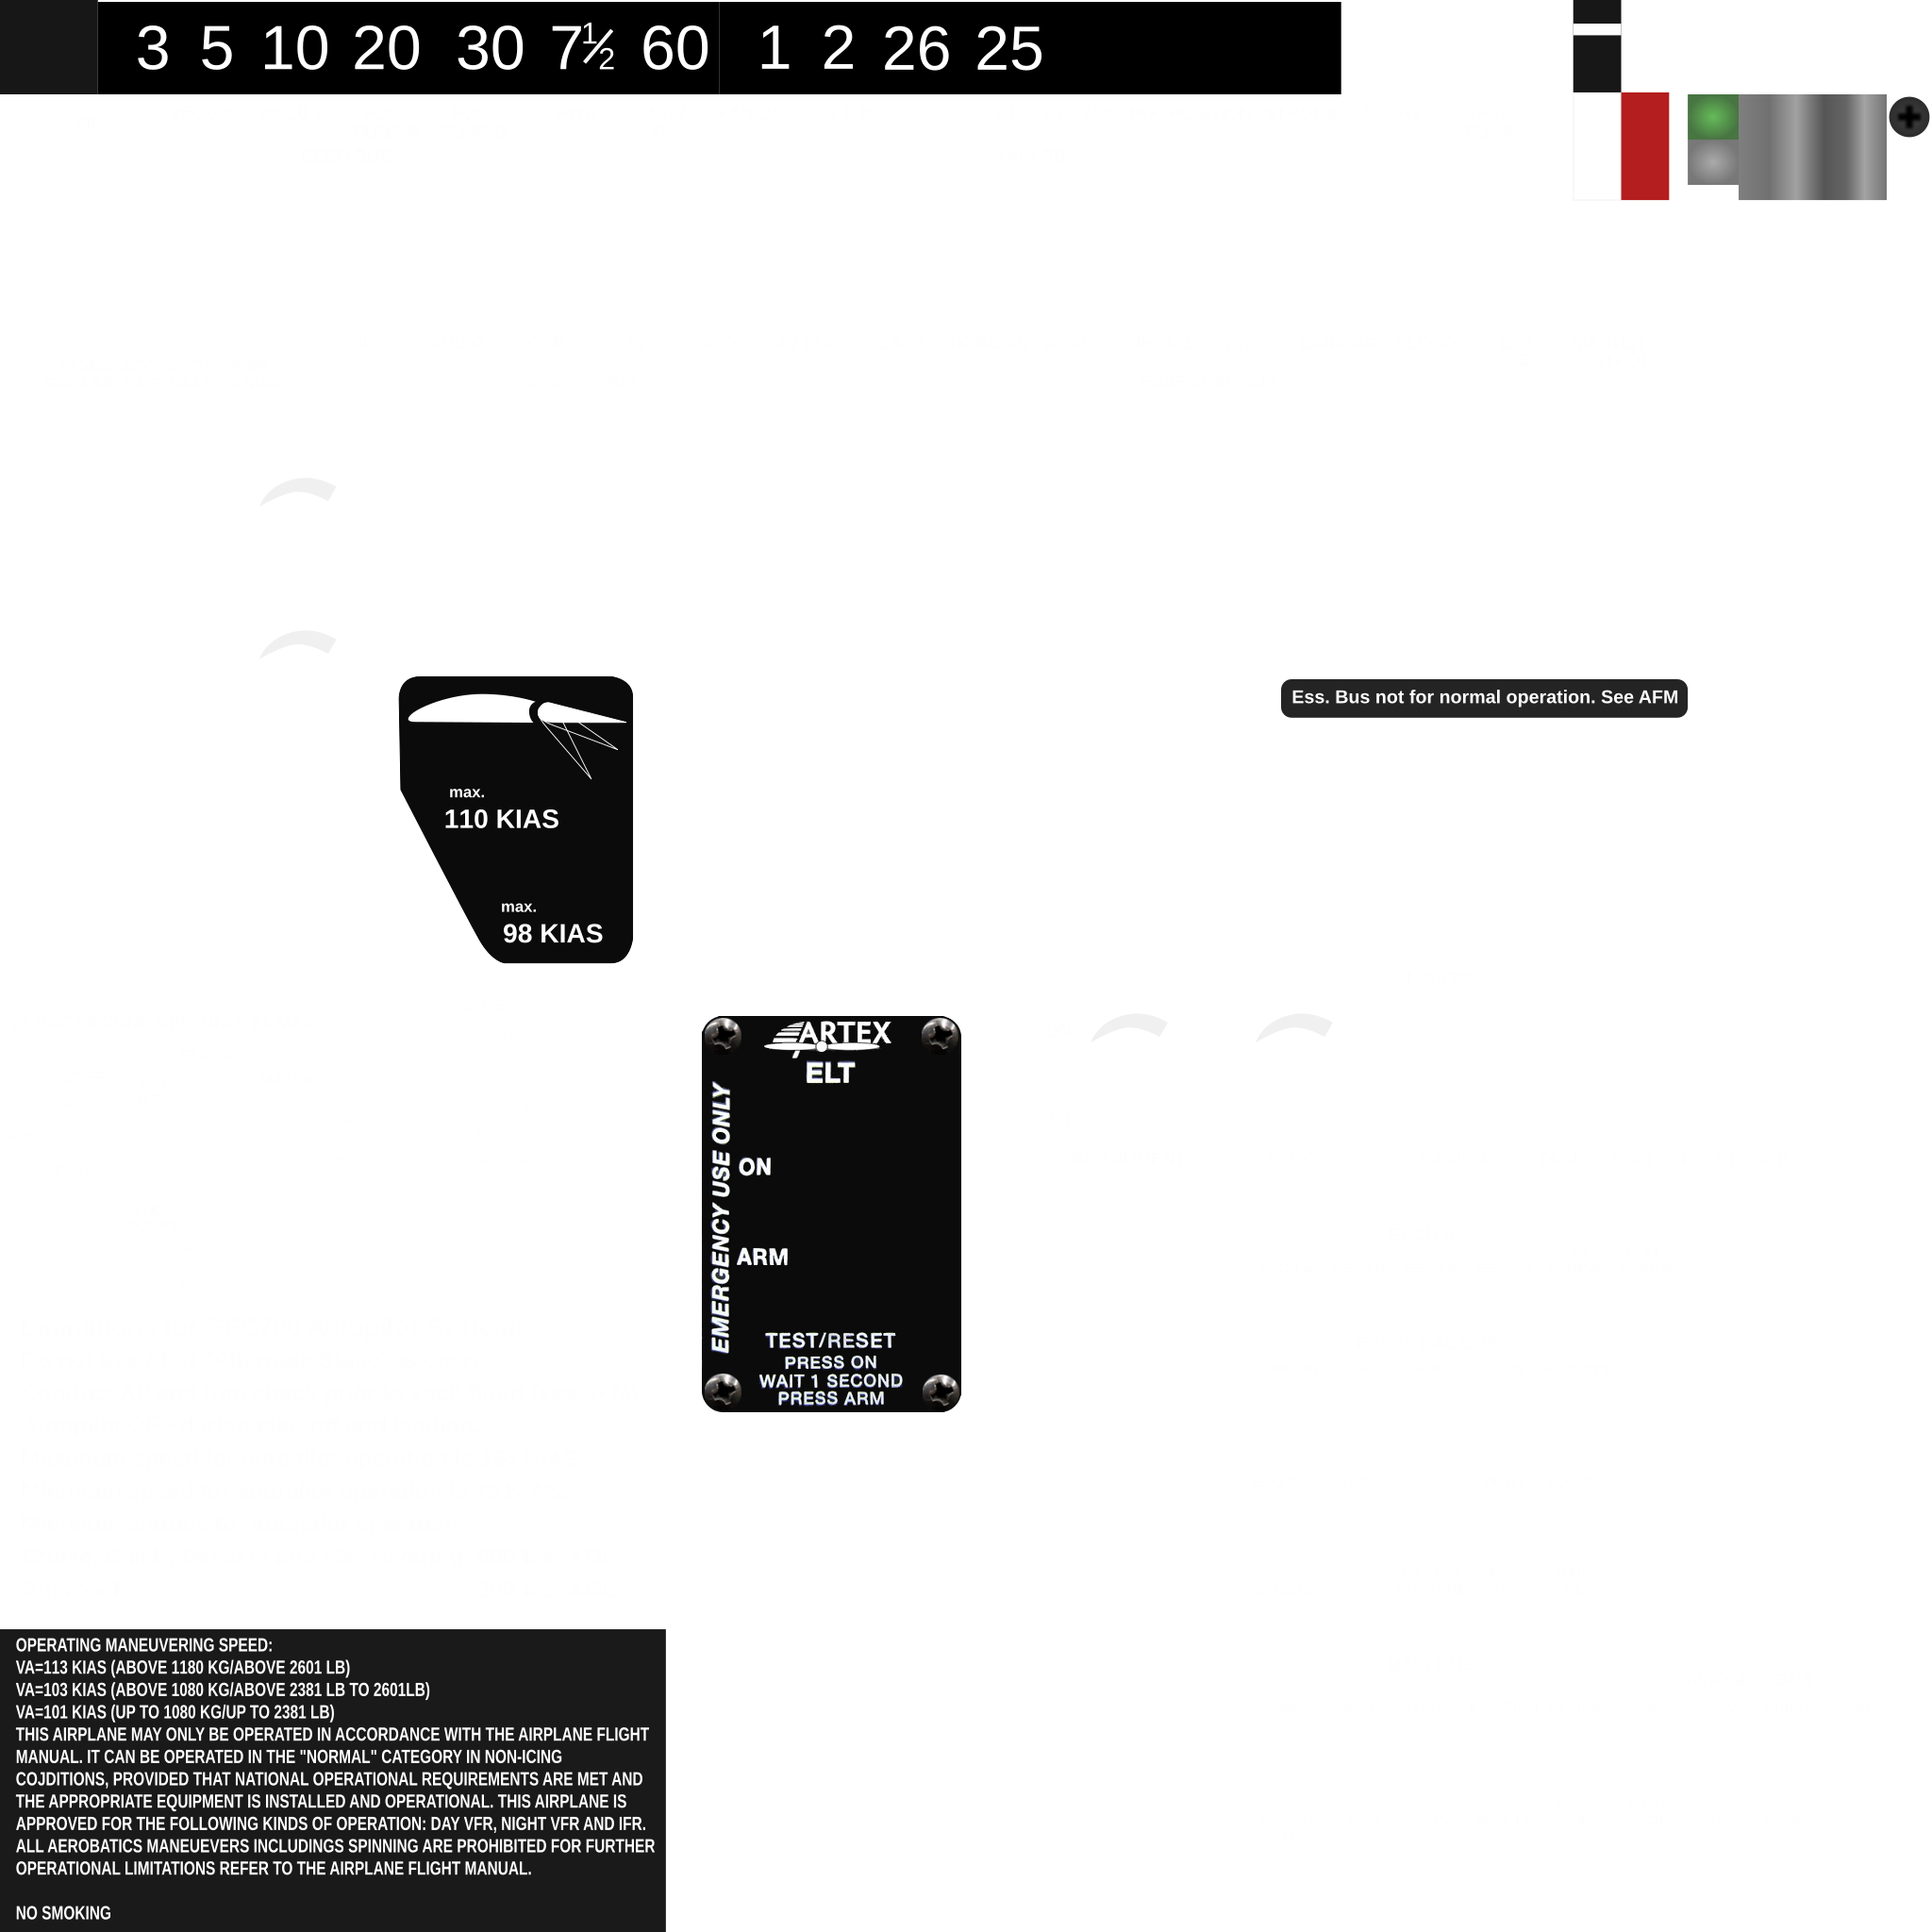 3 5 10 20 30 7½ 60 1 2 26 25
Ess. Bus not for normal operation. See AFM
max.
110 KIAS
max.
98 KIAS
ARTEX
ELT
EMERGENCY USE ONLY
ON
ARM
TEST/RESET
PRESS ON
WAIT 1 SECOND
PRESS ARM
OPERATING MANEUVERING SPEED:
VA=113 KIAS (ABOVE 1180 KG/ABOVE 2601 LB)
VA=103 KIAS (ABOVE 1080 KG/ABOVE 2381 LB TO 2601LB)
VA=101 KIAS (UP TO 1080 KG/UP TO 2381 LB)
THIS AIRPLANE MAY ONLY BE OPERATED IN ACCORDANCE WITH THE AIRPLANE FLIGHT
MANUAL. IT CAN BE OPERATED IN THE "NORMAL" CATEGORY IN NON-ICING
COJDITIONS, PROVIDED THAT NATIONAL OPERATIONAL REQUIREMENTS ARE MET AND
THE APPROPRIATE EQUIPMENT IS INSTALLED AND OPERATIONAL. THIS AIRPLANE IS
APPROVED FOR THE FOLLOWING KINDS OF OPERATION: DAY VFR, NIGHT VFR AND IFR.
ALL AEROBATICS MANEUEVERS INCLUDINGS SPINNING ARE PROHIBITED FOR FURTHER
OPERATIONAL LIMITATIONS REFER TO THE AIRPLANE FLIGHT MANUAL.
NO SMOKING